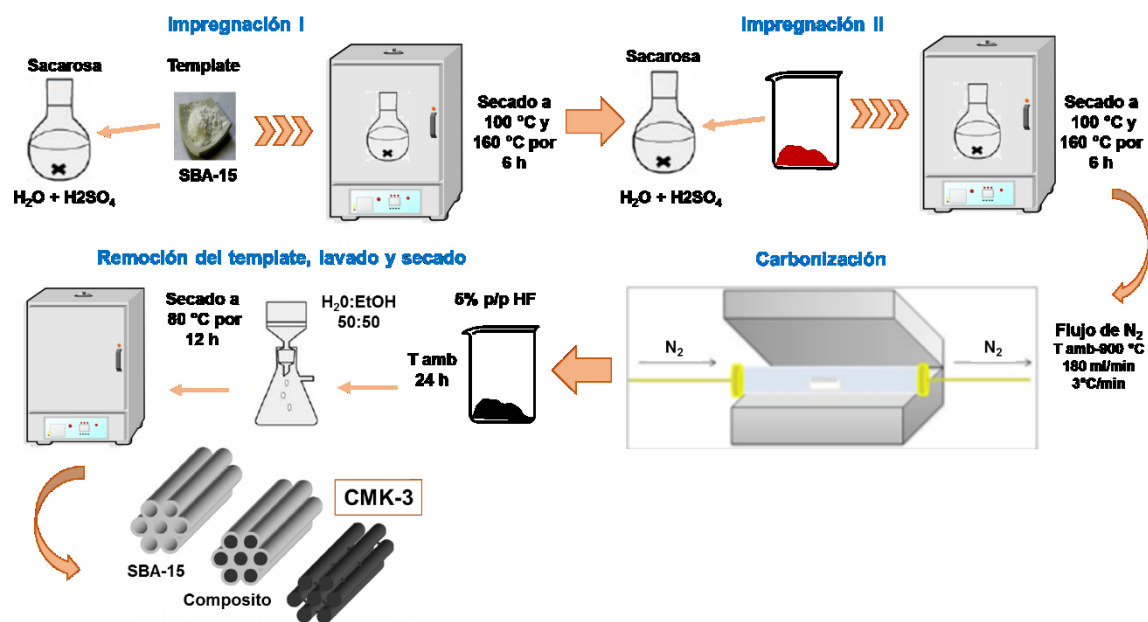 Impregnación I
Sacarosa
Template
H₂O + H2SO₄
SBA-15
Secado a
100 °C y
160 °C por
6 h
Impregnación II
Sacarosa
H₂O + H2SO₄
Secado a
100 °C y
160 °C por
6 h
Remoción del template, lavado y secado
Secado a
80 °C por
12 h
H₂0:EtOH
50:50
5% p/p HF
T amb
24 h
Carbonización
N₂
N₂
Flujo de N₂
T amb-900 °C
180 ml/min
3°C/min
SBA-15
Composito
CMK-3